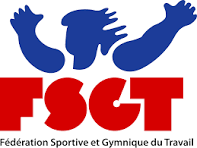 FSGT
Fédération Sportive et Gymnique du Travail